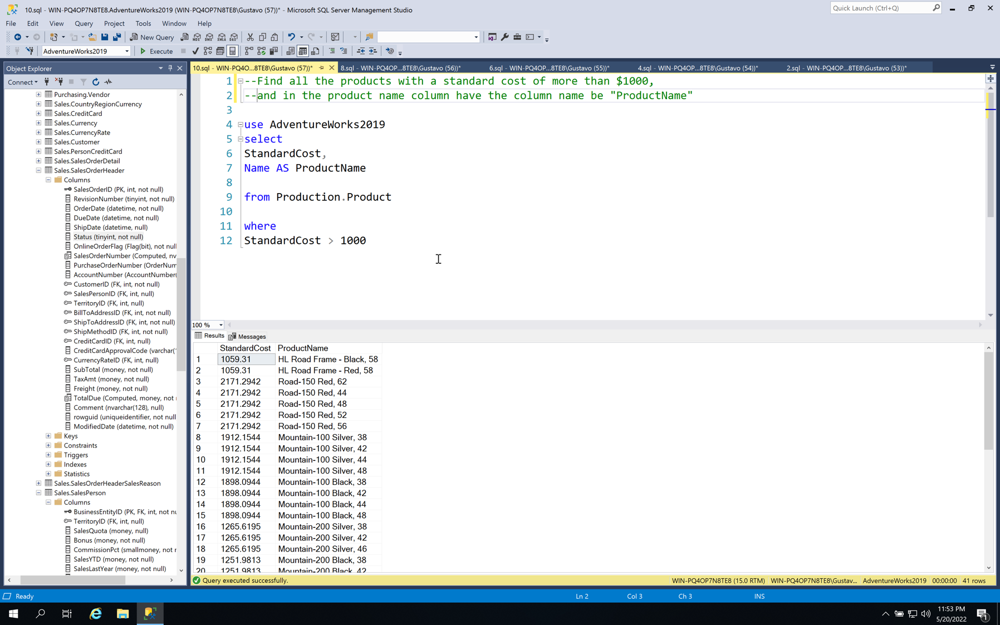 10.sql - WIN-PQ4OP7N8TE8.AdventureWorks2019 (WIN-PQ4OP7N8TE8\Gustavo (57))* - Microsoft SQL Server Management Studio
Quick Launch (Ctrl+Q)
File Edit View Query Project Tools Window Help
New Query
AdventureWorks2019
Execute
Object Explorer
10.sql - WIN-PQ4O...8TE8\Gustavo (57))*
8.sql - WIN-PQ4OP...8TE8\Gustavo (56))*
6.sql - WIN-PQ4OP...8TE8\Gustavo (55))*
4.sql - WIN-PQ4OP...8TE8\Gustavo (54))*
2.sql - WIN-PQ4OP...8TE8\Gustavo (53))*
Connect
Purchasing.Vendor
Sales.CountryRegionCurrency
Sales.CreditCard
Sales.Currency
Sales.CurrencyRate
Sales.Customer
Sales.PersonCreditCard
Sales.SalesOrderDetail
Sales.SalesOrderHeader
Columns
SalesOrderID (PK, int, not null)
RevisionNumber (tinyint, not null)
OrderDate (datetime, not null)
DueDate (datetime, not null)
ShipDate (datetime, null)
Status (tinyint, not null)
OnlineOrderFlag (Flag(bit), not null
SalesOrderNumber (Computed, nv
PurchaseOrderNumber (OrderNum
AccountNumber (AccountNumber(
CustomerID (FK, int, not null)
SalesPersonID (FK, int, null)
TerritoryID (FK, int, null)
BillToAddressID (FK, int, not null)
ShipToAddressID (FK, int, not null)
ShipMethodID (FK, int, not null)
CreditCardID (FK, int, null)
CreditCardApprovalCode (varchar(1
CurrencyRateID (FK, int, null)
SubTotal (money, not null)
TaxAmt (money, not null)
Freight (money, not null)
TotalDue (Computed, money, not
Comment (nvarchar(128), null)
rowguid (uniqueidentifier, not null
ModifiedDate (datetime, not null)
Keys
Constraints
Triggers
Indexes
Statistics
Sales.SalesOrderHeaderSalesReason
Sales.SalesPerson
Columns
BusinessEntityID (PK, FK, int, not nu
TerritoryID (FK, int, null)
SalesQuota (money, null)
Bonus (money, not null)
CommissionPct (smallmoney, not
SalesYTD (money, not null)
SalesLastYear (money, not null)
1 --Find all the products with a standard cost of more than $1000,
2 --and in the product name column have the column name be "ProductName"
3
4 use AdventureWorks2019
5 select
6 StandardCost,
7 Name AS ProductName
8
9 from Production.Product
10
11 where
12 StandardCost > 1000
100 %
Results Messages
StandardCost ProductName
1 1059.31 HL Road Frame - Black, 58
2 1059.31 HL Road Frame - Red, 58
3 2171.2942 Road-150 Red, 62
4 2171.2942 Road-150 Red, 44
5 2171.2942 Road-150 Red, 48
6 2171.2942 Road-150 Red, 52
7 2171.2942 Road-150 Red, 56
8 1912.1544 Mountain-100 Silver, 38
9 1912.1544 Mountain-100 Silver, 42
10 1912.1544 Mountain-100 Silver, 44
11 1912.1544 Mountain-100 Silver, 48
12 1898.0944 Mountain-100 Black, 38
13 1898.0944 Mountain-100 Black, 42
14 1898.0944 Mountain-100 Black, 44
15 1898.0944 Mountain-100 Black, 48
16 1265.6195 Mountain-200 Silver, 38
17 1265.6195 Mountain-200 Silver, 42
18 1265.6195 Mountain-200 Silver, 46
19 1251.9813 Mountain-200 Black, 38
20 1251.9813 Mountain-200 Black, 42
Query executed successfully.
WIN-PQ4OP7N8TE8 (15.0 RTM) WIN-PQ4OP7N8TE8\Gustav... AdventureWorks2019 00:00:00 41 rows
Ready Ln 2 Col 3 Ch 3 INS
11:53 PM
5/20/2022
1